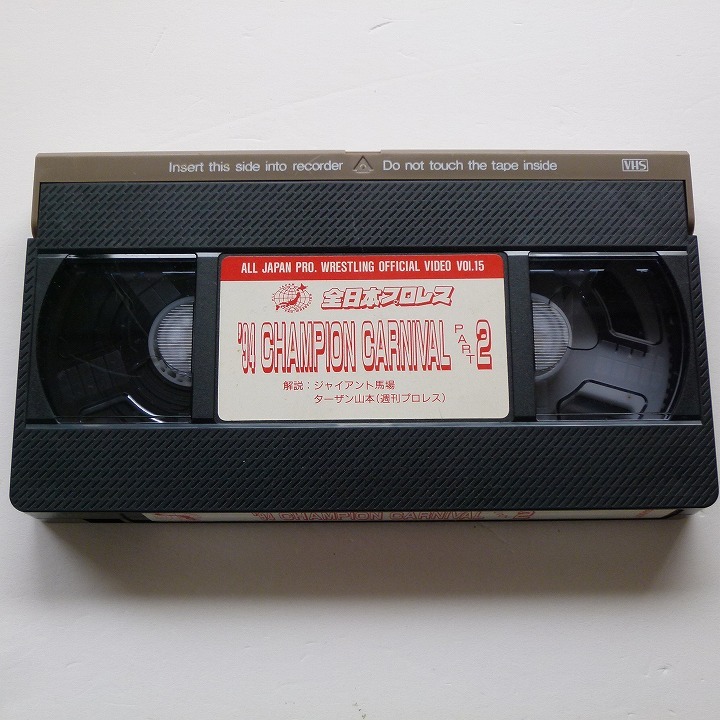 Insert this side into recorder Do not touch the tape inside VHS
ALL JAPAN PRO. WRESTLING OFFICIAL VIDEO VOl.15
全日本プロレス
'94 CHAMPION CARNIVAL PART 2
解説：ジャイアント馬場
ターザン山本(週刊プロレス)
'94 CHAMPION CARNIVAL 2